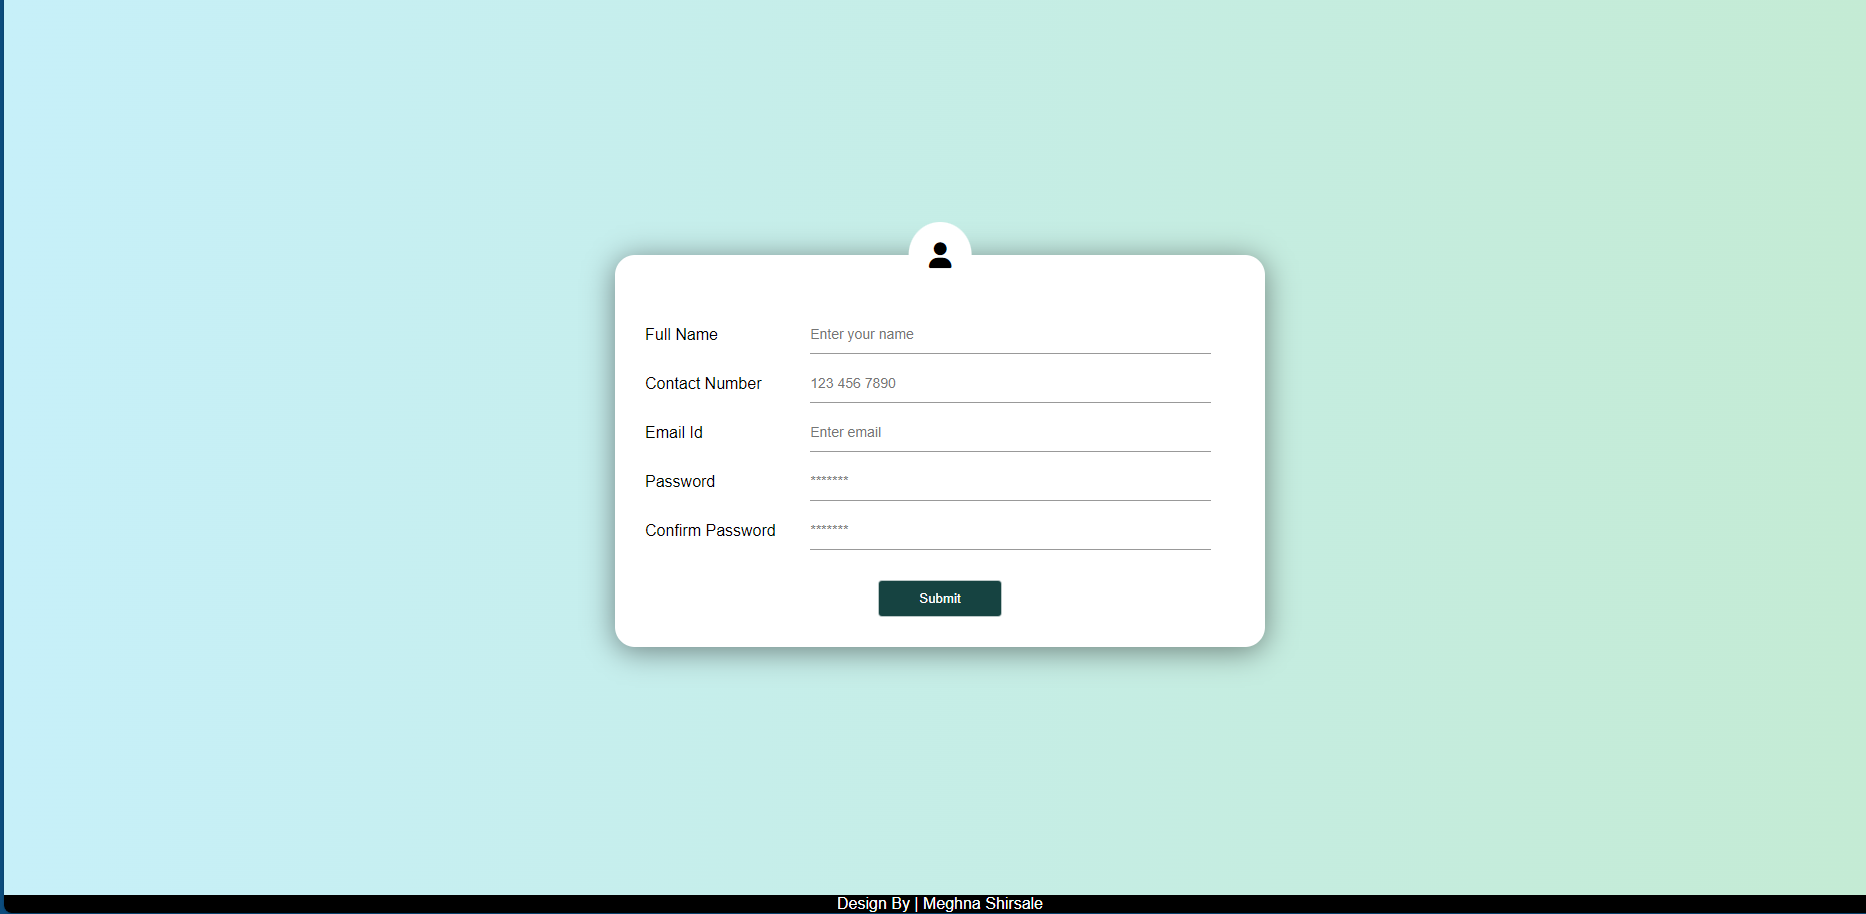 Full Name Enter your name
Contact Number 123 456 7890
Email Id Enter email
Password *******
Confirm Password *******
Submit
Design By | Meghna Shirsale